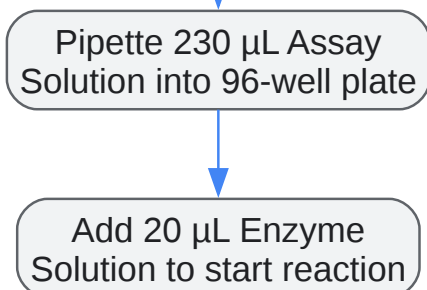 Pipette 230 µL Assay
Solution into 96-well plate
Add 20 µL Enzyme
Solution to start reaction